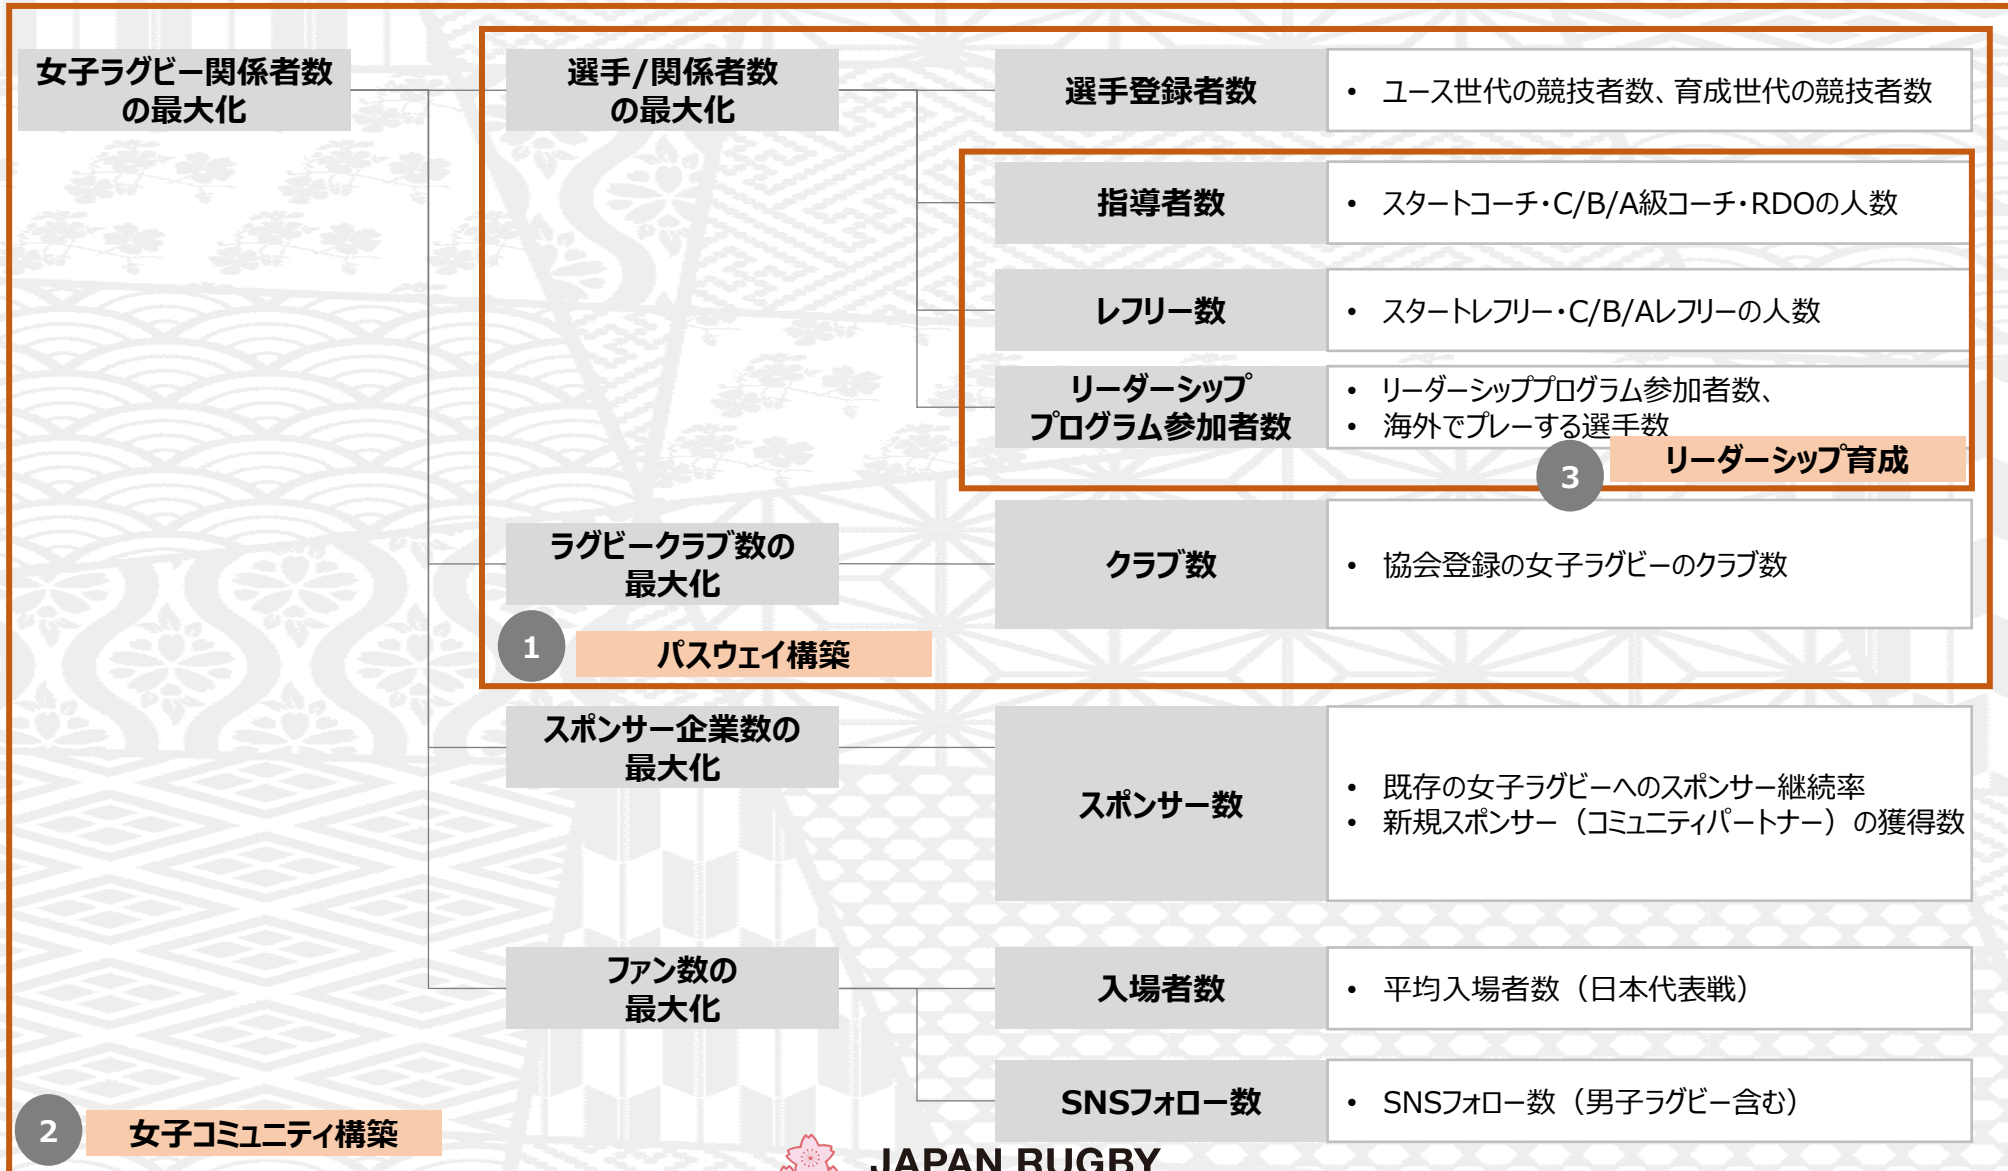 女子ラグビー関係者数
の最大化
選手/関係者数
の最大化
選手登録者数
• ユース世代の競技者数、育成世代の競技者数
指導者数
• スタートコーチ・C/B/A級コーチ・RDOの人数
レフリー数
• スタートレフリー・C/B/Aレフリーの人数
リーダーシップ
プログラム参加者数
• リーダーシッププログラム参加者数、
• 海外でプレーする選手数
3
リーダーシップ育成
ラグビークラブ数の
最大化
クラブ数
• 協会登録の女子ラグビーのクラブ数
1
パスウェイ構築
スポンサー企業数の
最大化
スポンサー数
• 既存の女子ラグビーへのスポンサー継続率
• 新規スポンサー（コミュニティパートナー）の獲得数
ファン数の
最大化
入場者数
• 平均入場者数（日本代表戦）
SNSフォロー数
• SNSフォロー数（男子ラグビー含む）
2
女子コミュニティ構築
JAPAN RUGBY